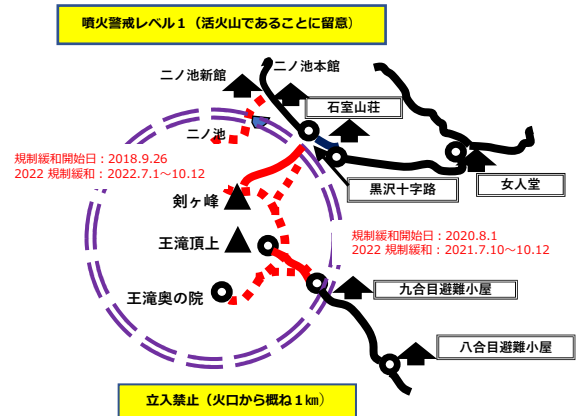 噴火警戒レベル１（活火山であることに留意）
二ノ池本館
二ノ池新館
石室山荘
二ノ池
規制緩和開始日：2018.9.26
2022 規制緩和：2022.7.1～10.12
黒沢十字路
女人堂
剣ヶ峰
規制緩和開始日：2020.8.1
2022 規制緩和：2021.7.10～10.12
王滝頂上
王滝奥の院
九合目避難小屋
八合目避難小屋
立入禁止（火口から概ね１㎞）